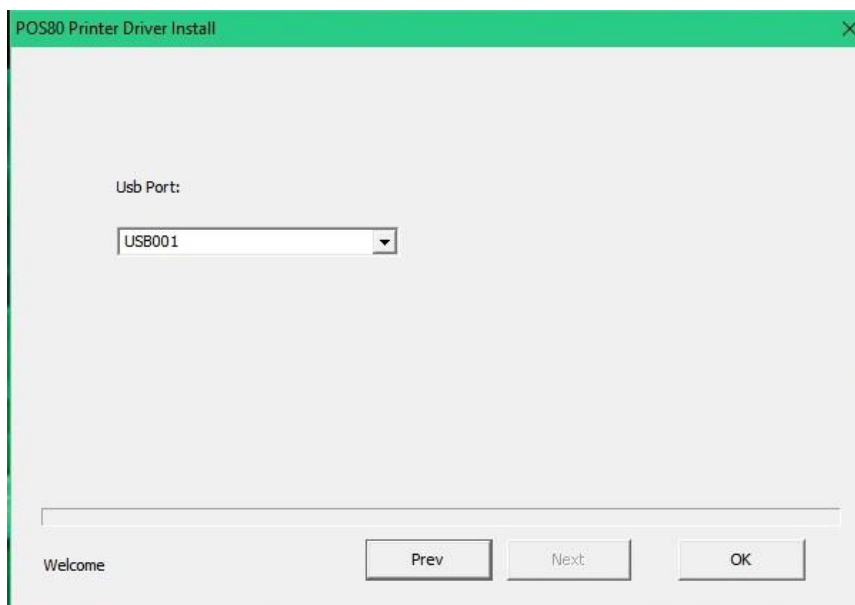 POS80 Printer Driver Install
Usb Port:
USB001
Welcome
Prev
Next
OK